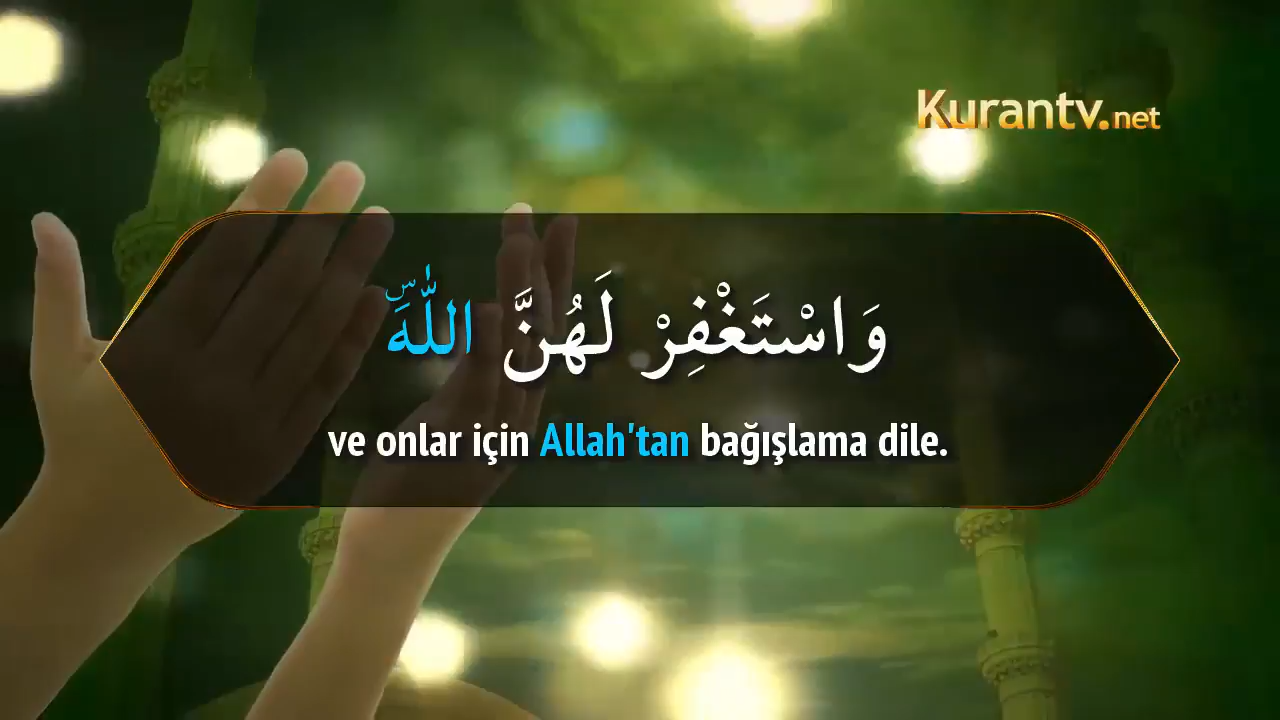 Kurantv.net
وَاسْتَغْفِرْ لَهُنَّ اللّٰهَۜ
ve onlar için Allah'tan bağışlama dile.